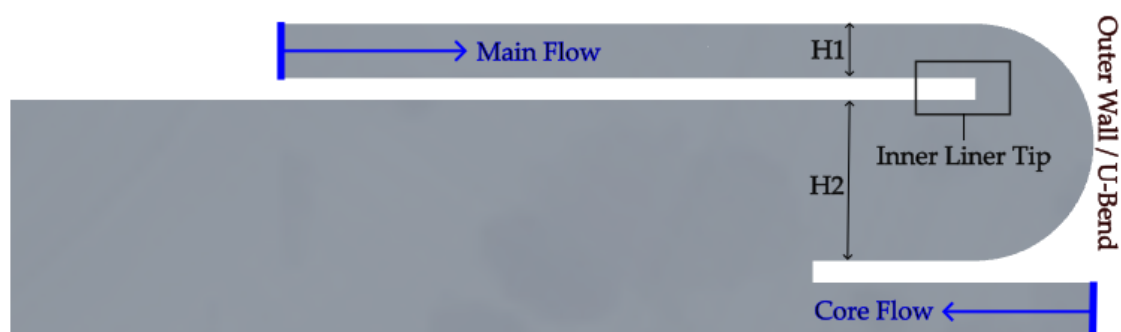 Main Flow
H1
Outer Wall / U-Bend
Inner Liner Tip
H2
Core Flow